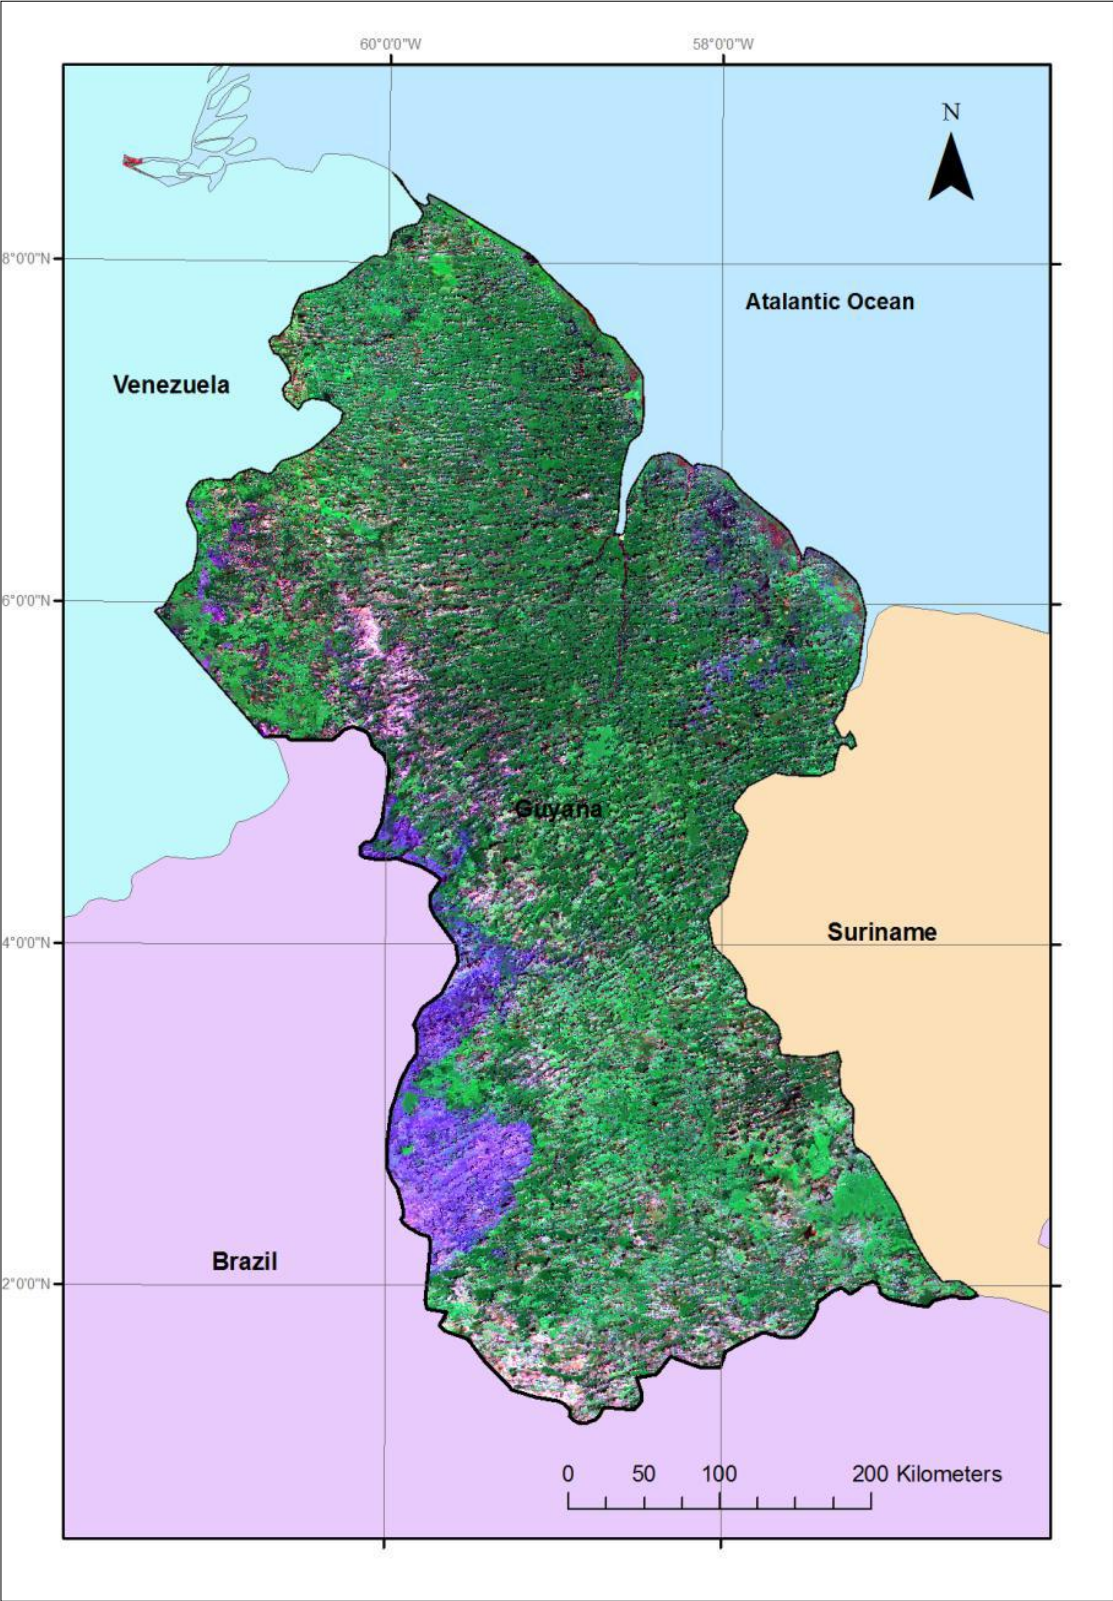 60°0'0"W 58°0'0"W
N
8°0'0"N
Atalantic Ocean
Venezuela
6°0'0"N
Guyana
4°0'0"N
Suriname
Brazil
2°0'0"N
0 50 100 200 Kilometers